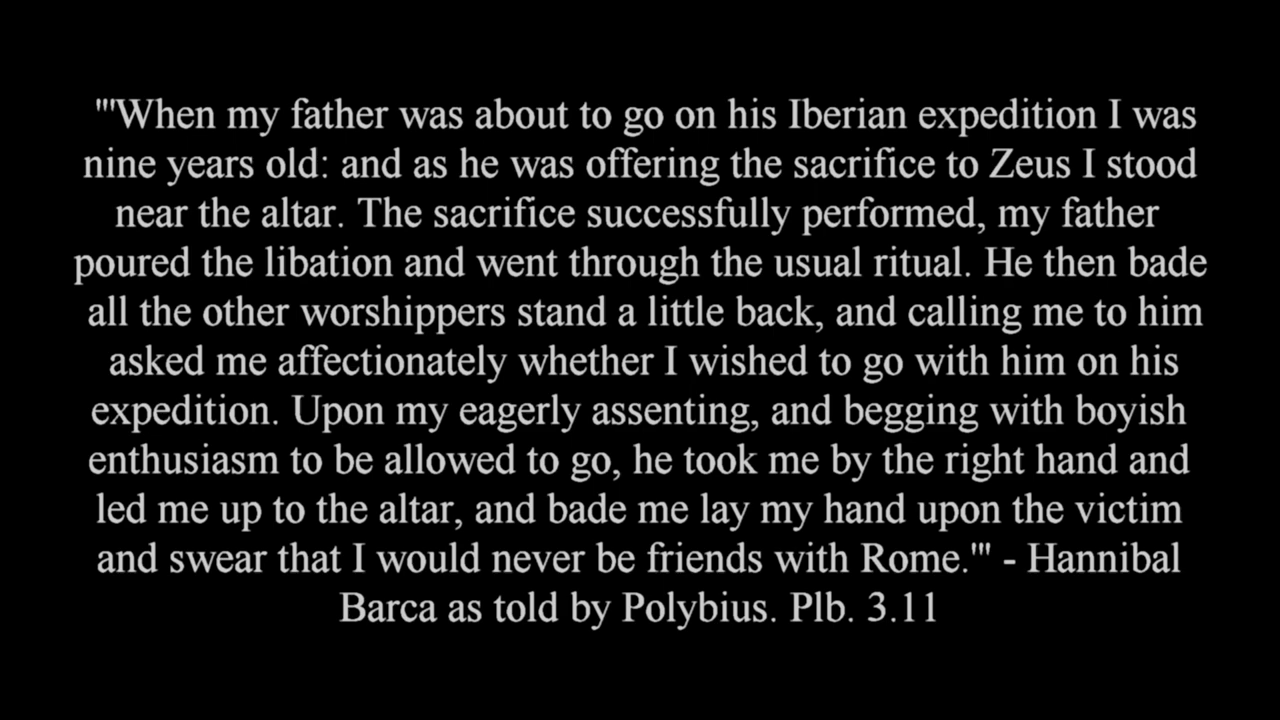 "'When my father was about to go on his Iberian expedition I was
nine years old: and as he was offering the sacrifice to Zeus I stood
near the altar. The sacrifice successfully performed, my father
poured the libation and went through the usual ritual. He then bade
all the other worshippers stand a little back, and calling me to him
asked me affectionately whether I wished to go with him on his
expedition. Upon my eagerly assenting, and begging with boyish
enthusiasm to be allowed to go, he took me by the right hand and
led me up to the altar, and bade me lay my hand upon the victim
and swear that I would never be friends with Rome.'" - Hannibal
Barca as told by Polybius. Plb. 3.11